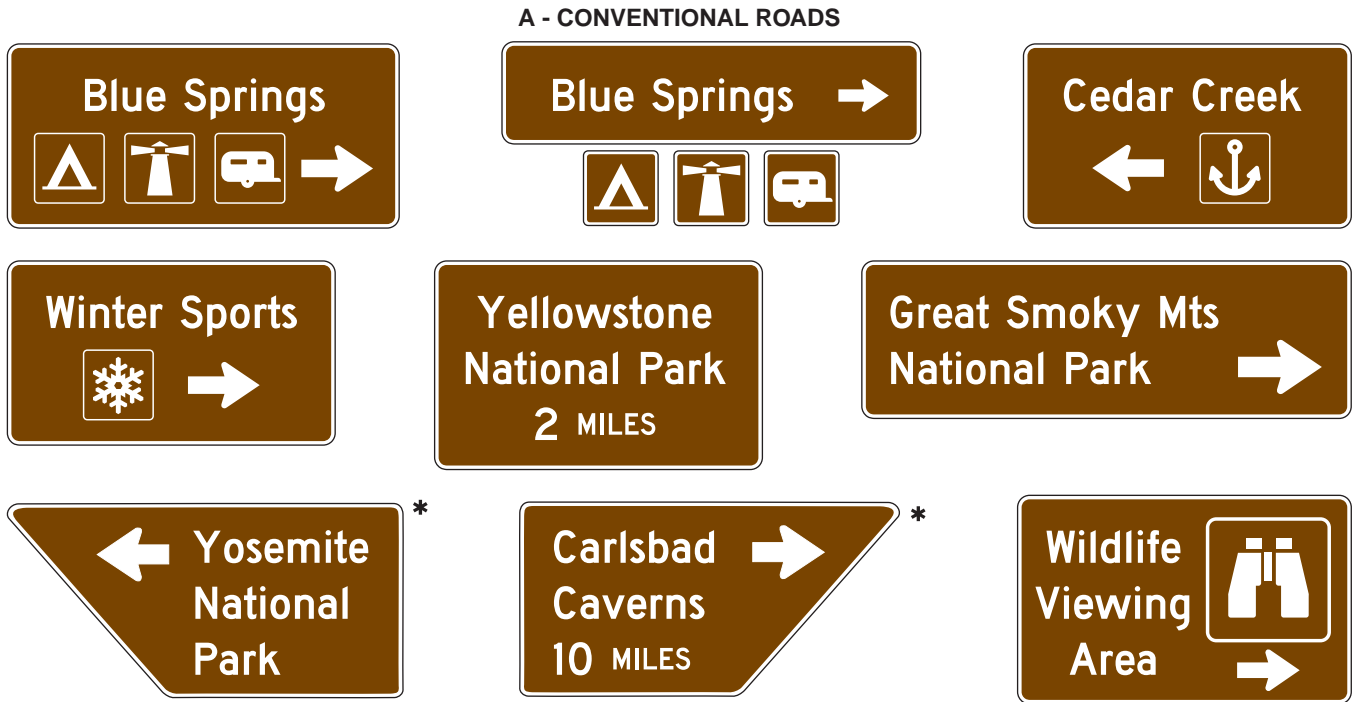 A - CONVENTIONAL ROADS
Blue Springs
Blue Springs
Cedar Creek
Winter Sports
Yellowstone
National Park
2 MILES
Great Smoky Mts
National Park
Yosemite
National
Park
*
Carlsbad
Caverns
10 MILES
*
Wildlife
Viewing
Area